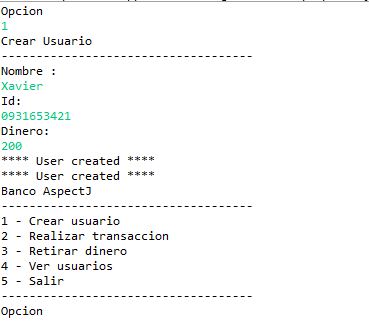 Opcion
1
Crear Usuario
------------------------------------
Nombre :
Xavier
Id:
0931653421
Dinero:
200
**** User created ****
**** User created ****
Banco AspectJ
------------------------------------
1 - Crear usuario
2 - Realizar transaccion
3 - Retirar dinero
4 - Ver usuarios
5 - Salir
------------------------------------
Opcion